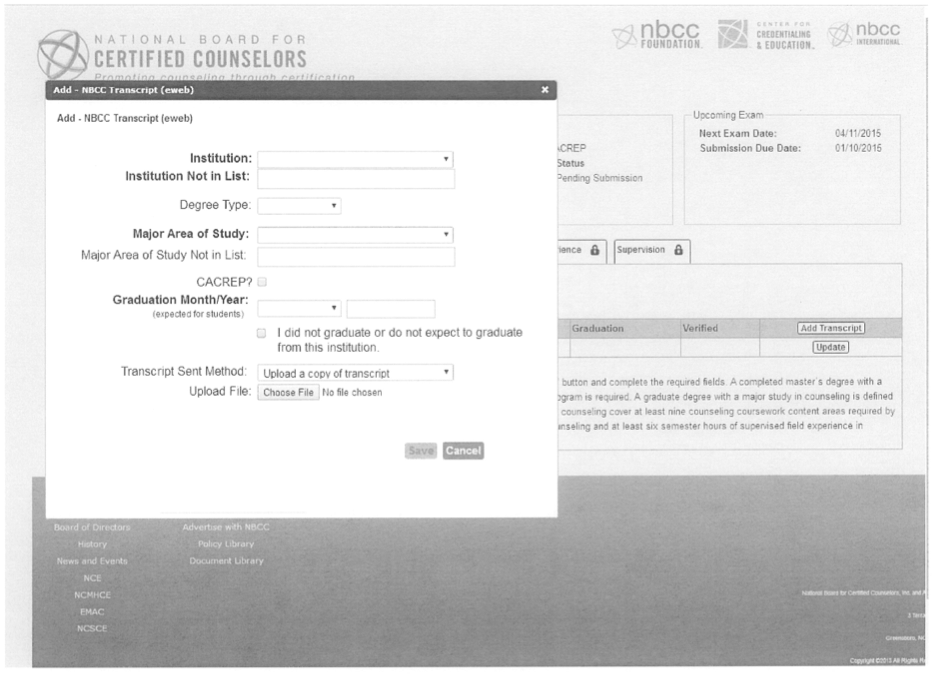 NATIONAL BOARD FOR
CERTIFIED COUNSELORS
Promoting counseling through certification
nbcc
FOUNDATION
CENTER FOR
CREDENTIALING
& EDUCATION
nbcc
INTERNATIONAL
Add - NBCC Transcript (eweb) x
Add - NBCC Transcript (eweb)
Institution:
Institution Not in List:
Degree Type:
Major Area of Study:
Major Area of Study Not in List:
CACREP?
Graduation Month/Year:
(expected for students)
I did not graduate or do not expect to graduate
from this institution.
Transcript Sent Method: Upload a copy of transcript
Upload File: Choose File No file chosen
Save Cancel
ACREP
Status
Pending Submission
Upcoming Exam
Next Exam Date: 04/11/2015
Submission Due Date: 01/10/2015
ience Supervision
Graduation Verified Add Transcript
Update
button and complete the required fields. A completed master's degree with a
ogram is required. A graduate degree with a major study in counseling is defined
counseling cover at least nine counseling coursework content areas required by
unseling and at least six semester hours of supervised field experience in
Board of Directors Advertise with NBCC
History Policy Library
News and Events Document Library
NCE
NCMHCE
EMAC
NCSCE
National Board for Certified Counselors, Inc. and A
3 Terra
Greensboro, NC
Copyright ©2013 All Rights Re